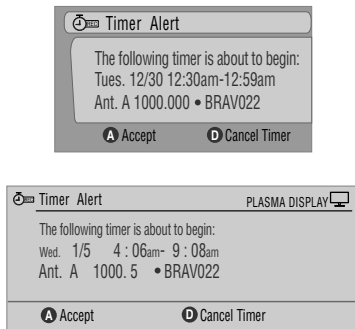 Timer Alert
The following timer is about to begin:
Tues. 12/30 12:30am-12:59am
Ant. A 1000.000 • BRAV022
A Accept D Cancel Timer
Timer Alert PLASMA DISPLAY
The following timer is about to begin:
Wed. 1/5 4 : 06am- 9 : 08am
Ant. A 1000. 5 • BRAV022
A Accept D Cancel Timer